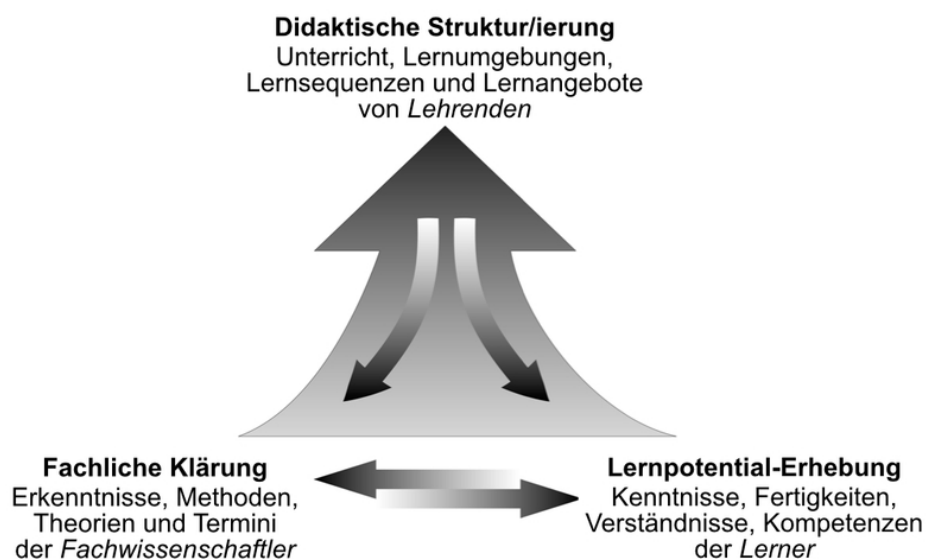 Didaktische Struktur/ierung
Unterricht, Lernumgebungen,
Lernsequenzen und Lernangebote
von Lehrenden
Fachliche Klärung
Erkenntnisse, Methoden,
Theorien und Termini
der Fachwissenschaftler
Lernpotential-Erhebung
Kenntnisse, Fertigkeiten,
Verständnisse, Kompetenzen
der Lerner